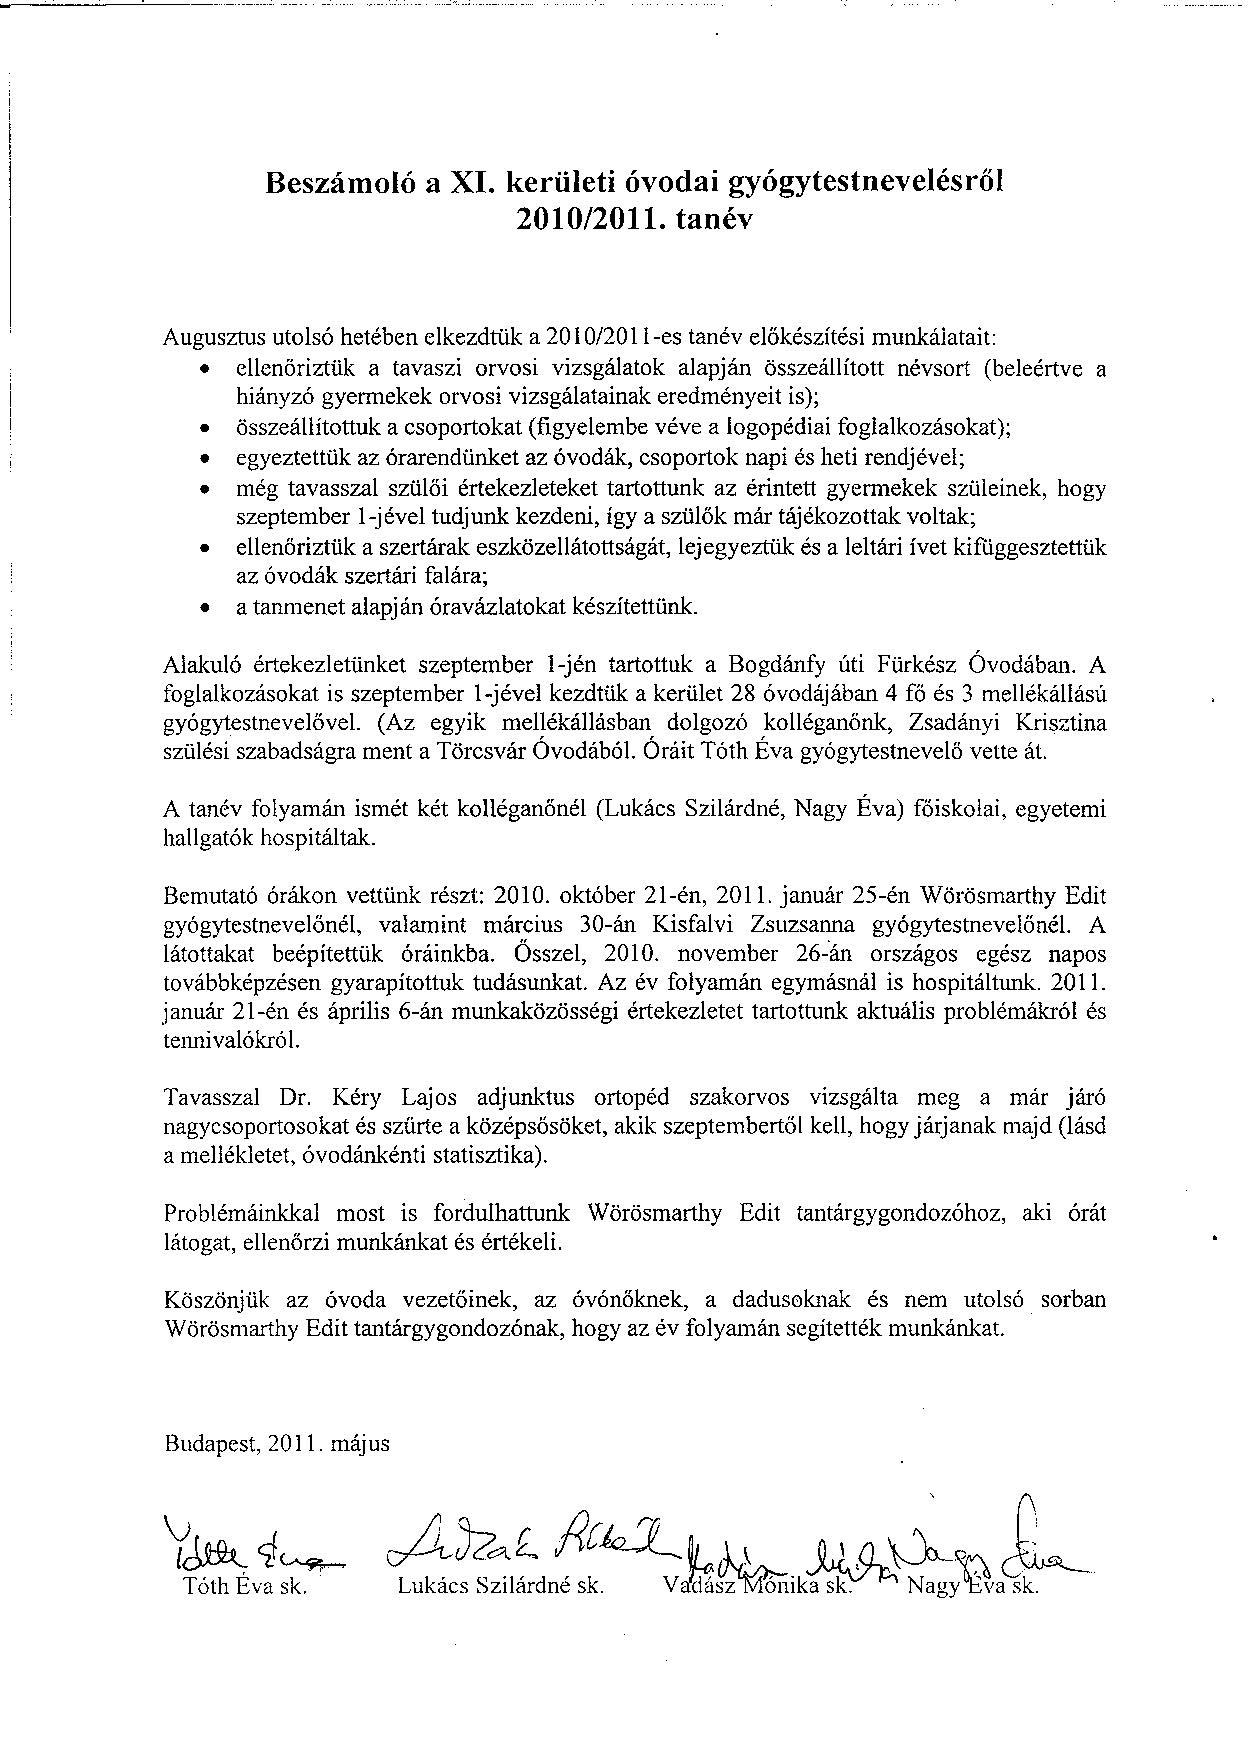 Beszámoló a XI. kerületi óvodai gyógytestnevelésről
2010/2011. tanév
Augusztus utolsó hetében elkezdtük a 2010/2011-es tanév előkészítési munkálatait:
• ellenőriztük a tavaszi orvosi vizsgálatok alapján összeállított névsort (beleértve a
hiányzó gyermekek orvosi vizsgálatainak eredményeit is);
• összeállítottuk a csoportokat (figyelembe véve a logopédiai foglalkozásokat);
• egyeztettük az órarendünket az óvodák, csoportok napi és heti rendjével;
• még tavasszal szülői értekezleteket tartottunk az érintett gyermekek szüleinek, hogy
szeptember 1-jével tudjunk kezdeni, így a szülők már tájékozottak voltak;
• ellenőriztük a szertárak eszközellátottságát, lejegyeztük és a leltári ívet kifüggesztettük
az óvodák szertári falára;
• a tanmenet alapján óravázlatokat készítettünk.
Alakuló értekezletünket szeptember 1-jén tartottuk a Bogdánfy úti Fürkész Óvodában. A
foglalkozásokat is szeptember 1-jével kezdtük a kerület 28 óvodájában 4 fő és 3 mellékállású
gyógytestnevelővel. (Az egyik mellékállásban dolgozó kolléganőnk, Zsadányi Krisztina
szülési szabadságra ment a Törcsvár Óvodából. Óráit Tóth Éva gyógytestnevelő vette át.
A tanév folyamán ismét két kolléganőnél (Lukács Szilárdné, Nagy Éva) főiskolai, egyetemi
hallgatók hospitáltak.
Bemutató órákon vettünk részt: 2010. október 21-én, 2011. január 25-én Wörösmarthy Edit
gyógytestnevelőnél, valamint március 30-án Kisfalvi Zsuzsanna gyógytestnevelőnél. A
látottakat beépítettük óráinkba. Ősszel, 2010. november 26-án országos egész napos
továbbképzésen gyarapítottuk tudásunkat. Az év folyamán egymásnál is hospitáltunk. 2011.
január 21-én és április 6-án munkaközösségi értekezletet tartottunk aktuális problémákról és
tennivalókról.
Tavasszal Dr. Kéry Lajos adjunktus ortopéd szakorvos vizsgálta meg a már járó
nagycsoportosokat és szűrte a középsősöket, akik szeptembertől kell, hogy járjanak majd (lásd
a mellékletet, óvodánkénti statisztika).
Problémáinkkal most is fordulhattunk Wörösmarthy Edit tantárgygondozóhoz, aki órát
látogat, ellenőrzi munkánkat és értékeli.
Köszönjük az óvoda vezetőinek, az óvónőknek, a dadusoknak és nem utolsó sorban
Wörösmarthy Edit tantárgygondozónak, hogy az év folyamán segítették munkánkat.
Budapest, 2011. május
Tóth Éva sk. Lukács Szilárdné sk. Vadász Mónika sk. Nagy Éva sk.